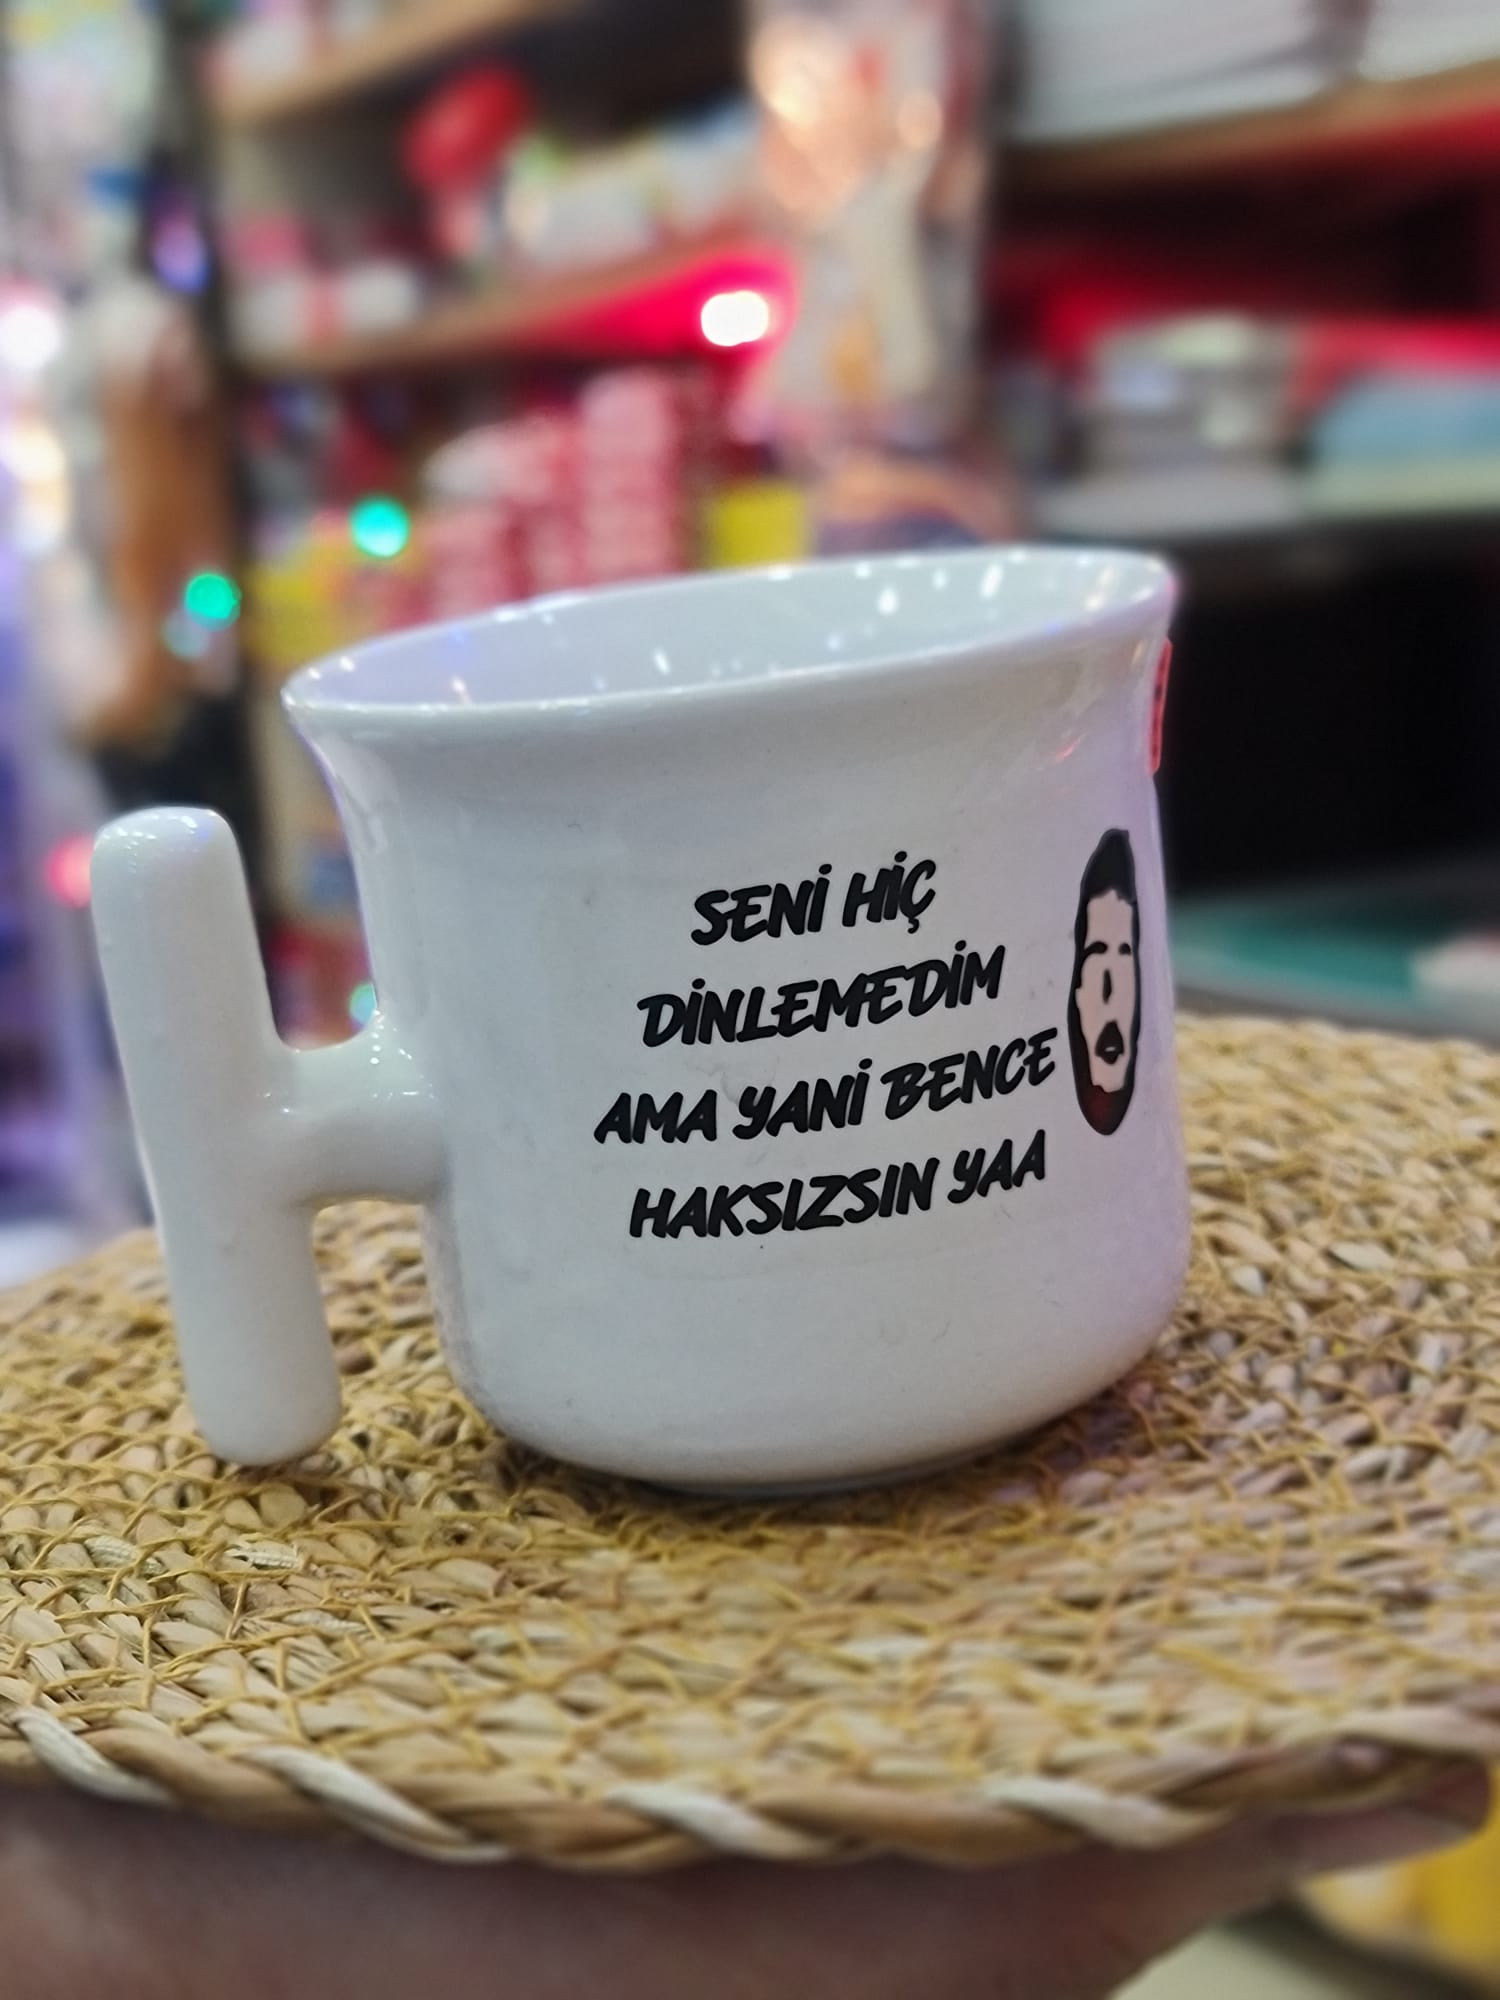 SENİ HİÇ
DİNLEMEDİM
AMA YANİ BENCE
HAKSIZSIN YAA